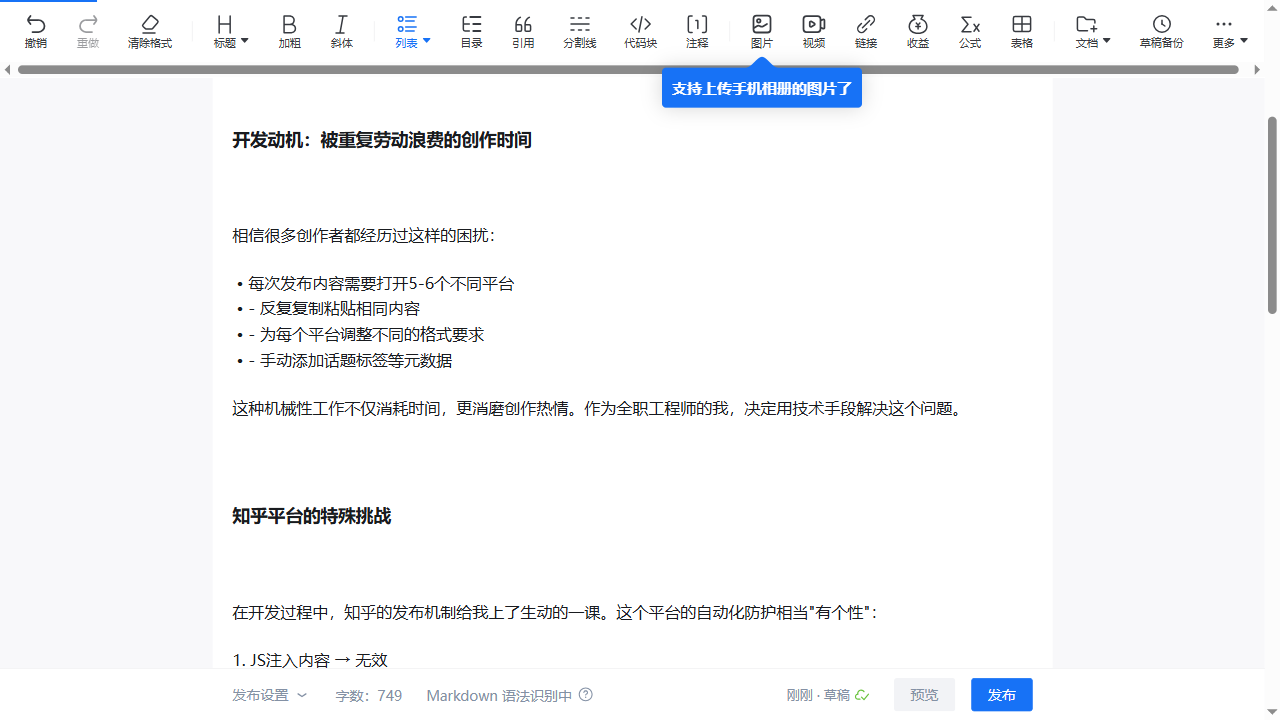 撤销 重做 清除格式 标题 加粗 斜体 列表 目录 引用 分割线 代码块 注释 图片 视频 链接 收益 公式 表格 文档 草稿备份 更多
支持上传手机相册的图片了
开发动机：被重复劳动浪费的创作时间
相信很多创作者都经历过这样的困扰：
• 每次发布内容需要打开5-6个不同平台
• - 反复复制粘贴相同内容
• - 为每个平台调整不同的格式要求
• - 手动添加话题标签等元数据
这种机械性工作不仅消耗时间，更消磨创作热情。作为全职工程师的我，决定用技术手段解决这个问题。
知乎平台的特殊挑战
在开发过程中，知乎的发布机制给我上了生动的一课。这个平台的自动化防护相当"有个性"：
1. JS注入内容 → 无效
发布设置 字数：749 Markdown 语法识别中 刚刚 · 草稿 预览 发布